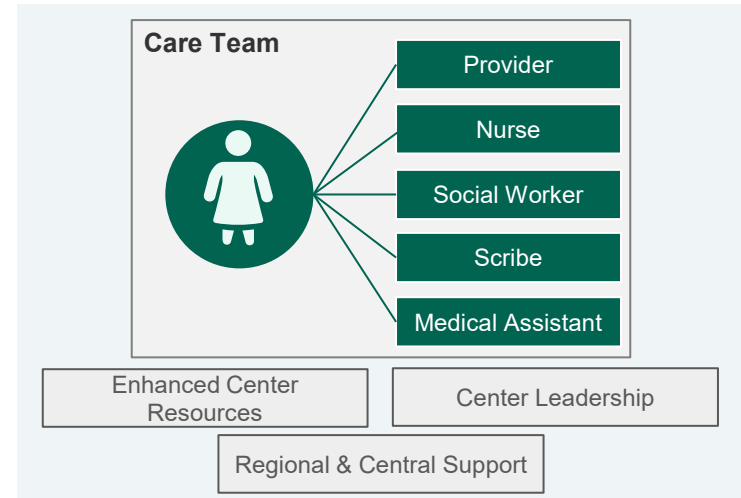 Care Team
Provider
Nurse
Social Worker
Scribe
Medical Assistant
Enhanced Center
Resources
Center Leadership
Regional & Central Support